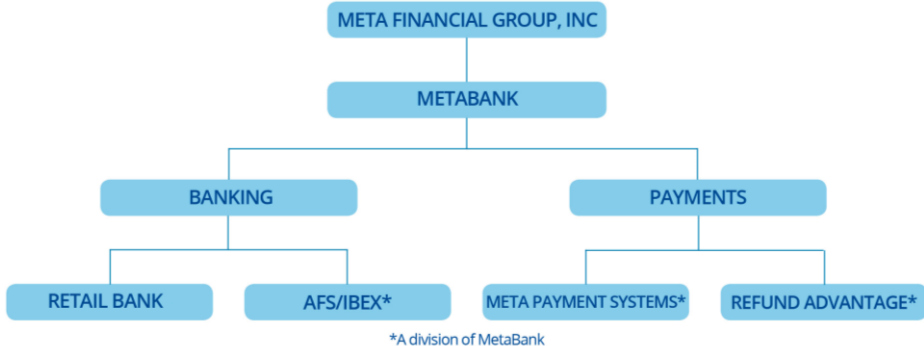 META FINANCIAL GROUP, INC
METABANK
BANKING
PAYMENTS
RETAIL BANK
AFS/IBEX*
META PAYMENT SYSTEMS*
REFUND ADVANTAGE*
*A division of MetaBank